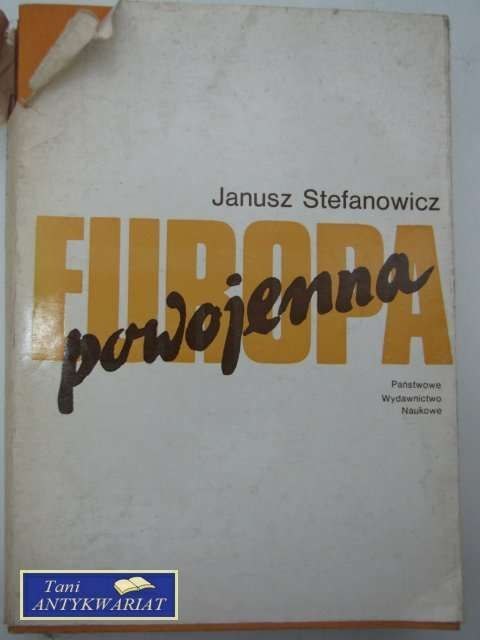 Janusz Stefanowicz
EUROPA
powojenna
Państwowe
Wydawnictwo
Naukowe
Tani
ANTYKWARIAT